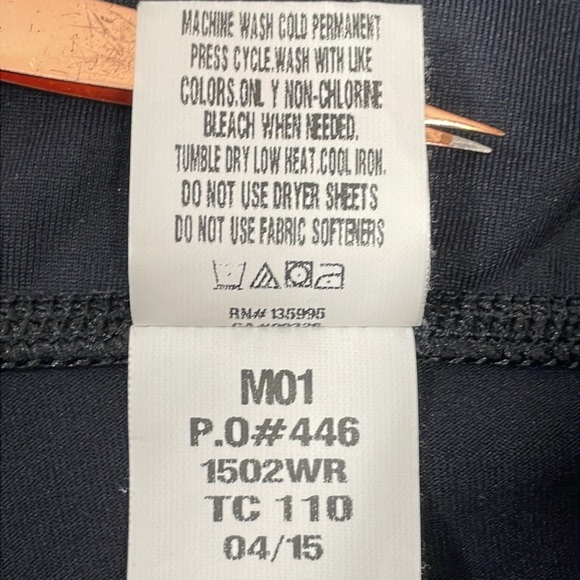 MACHINE WASH COLD PERMANENT
PRESS CYCLE.WASH WITH LIKE
COLORS.ONL Y NON-CHLORINE
BLEACH WHEN NEEDED.
TUMBLE DRY LOW HEAT.COOL IRON.
DO NOT USE DRYER SHEETS
DO NOT USE FABRIC SOFTENERS
RN# 135995
M01
P.O#446
1502WR
TC 110
04/15